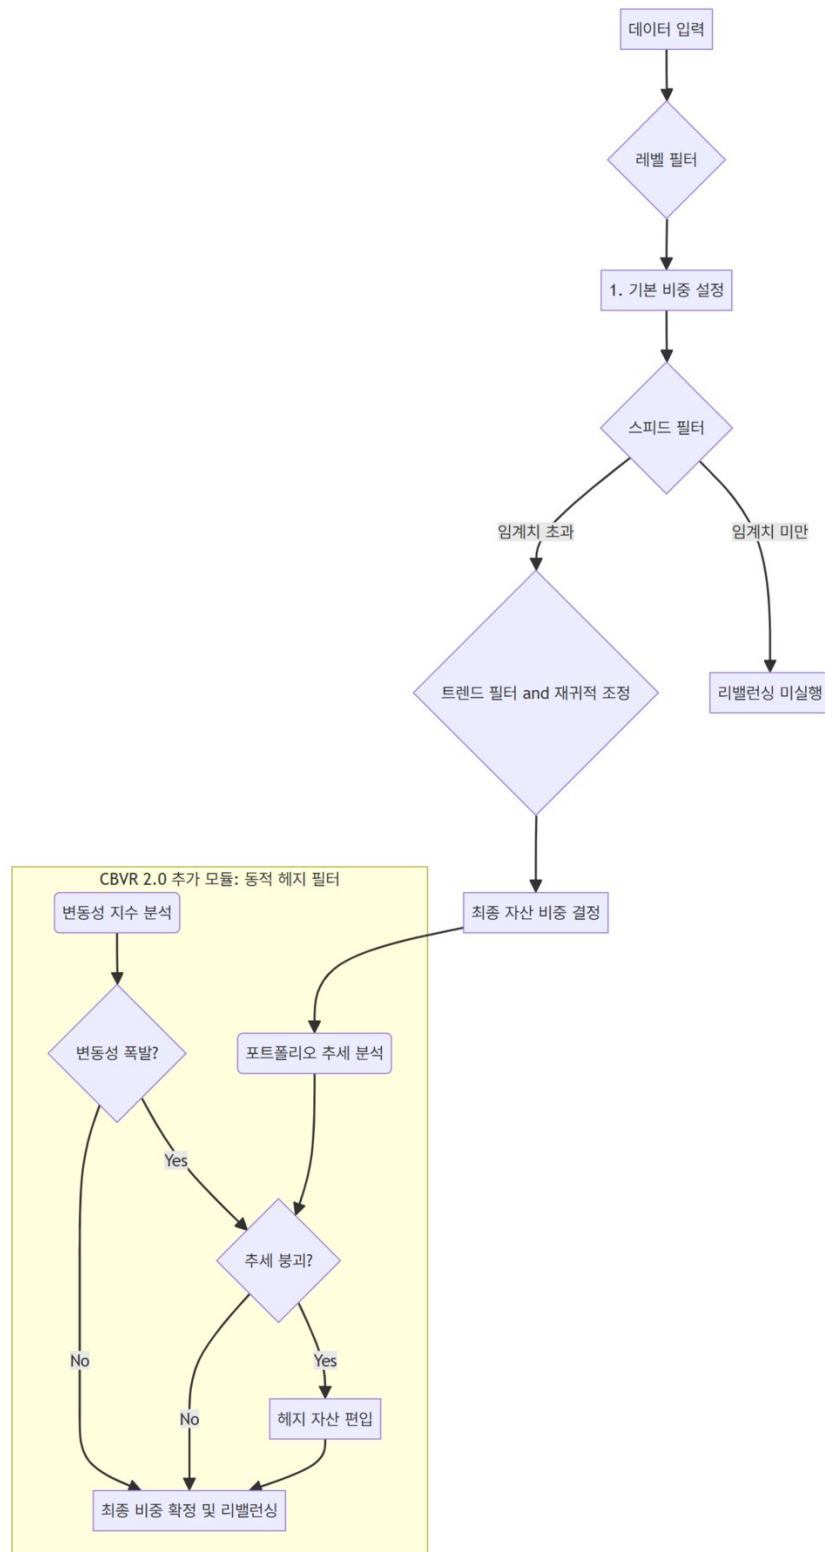 데이터 입력
레벨 필터
1. 기본 비중 설정
스피드 필터
임계치 초과
임계치 미만
트렌드 필터 and 재귀적 조정
리밸런싱 미실행
CBVR 2.0 추가 모듈: 동적 헤지 필터
변동성 지수 분석
최종 자산 비중 결정
변동성 폭발?
포트폴리오 추세 분석
Yes
추세 붕괴?
No
Yes
No
헤지 자산 편입
최종 비중 확정 및 리밸런싱